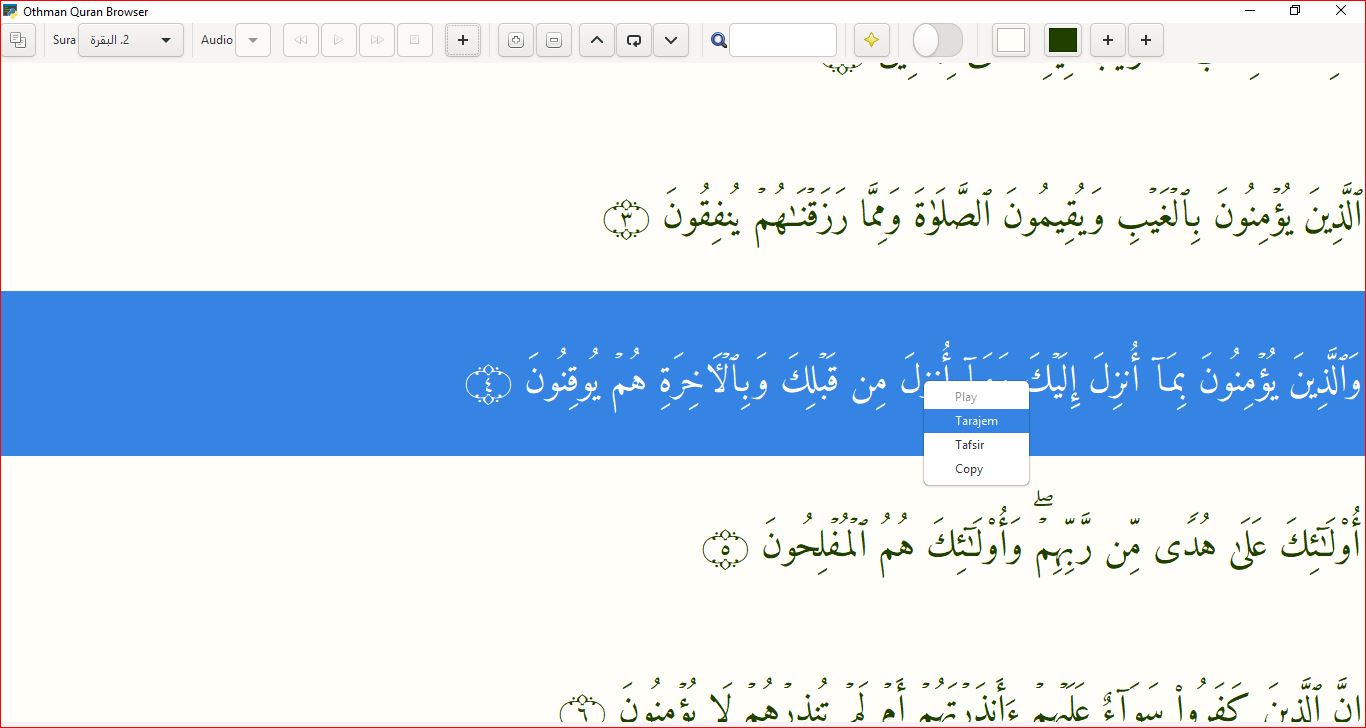 Othman Quran Browser
Sura 2. البقرة Audio
ٱلَّذِينَ يُؤۡمِنُونَ بِٱلۡغَيۡبِ وَيُقِيمُونَ ٱلصَّلَوٰةَ وَمِمَّا رَزَقۡنَـٰهُمۡ يُنفِقُونَ ٣
وَٱلَّذِينَ يُؤۡمِنُونَ بِمَآ أُنزِلَ إِلَيۡكَ وَمَآ أُنزِلَ مِن قَبۡلِكَ وَبِٱلۡأَخِرَةِ هُمۡ يُوقِنُونَ ٤
Play
Tarajem
Tafsir
Copy
أُوْلَـٰٓئِكَ عَلَىٰ هُدًى مِّن رَّبِّهِمۡۖ وَأُوْلَـٰٓئِكَ هُمُ ٱلۡمُفۡلِحُونَ ٥
إِنَّ ٱلَّذِينَ كَفَرُواْ سَوَآءٌ عَلَيۡهِمۡ ءَأَنذَرۡتَهُمۡ أَمۡ لَمۡ تُنذِرۡهُمۡ لَا يُؤۡمِنُونَ ٦